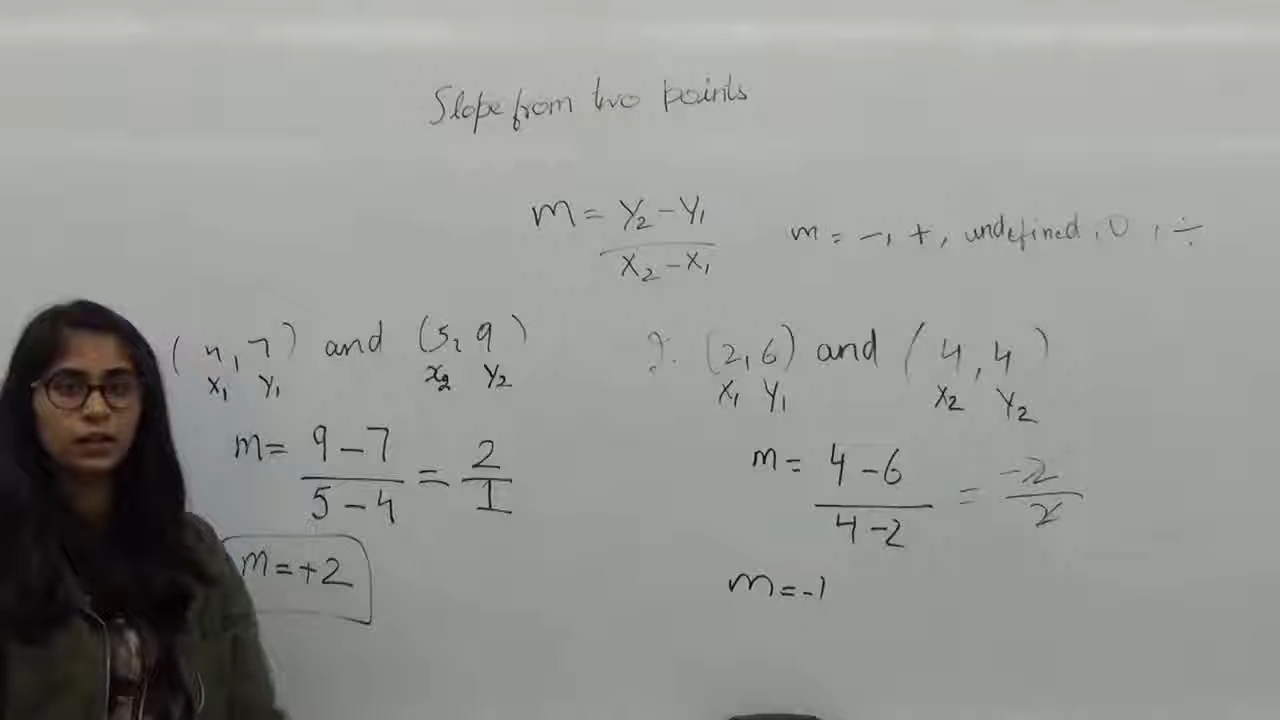 Slope from two points
m = Y₂ - Y₁ / X₂ - X₁
m = -, +, undefined, 0, ÷
(4, 7) and (5, 9)
X₁ Y₁ X₂ Y₂
m = 9 - 7 / 5 - 4 = 2 / 1
m = +2
2. (2, 6) and (4, 4)
X₁ Y₁ X₂ Y₂
m = 4 - 6 / 4 - 2 = -2 / 2
m = -1